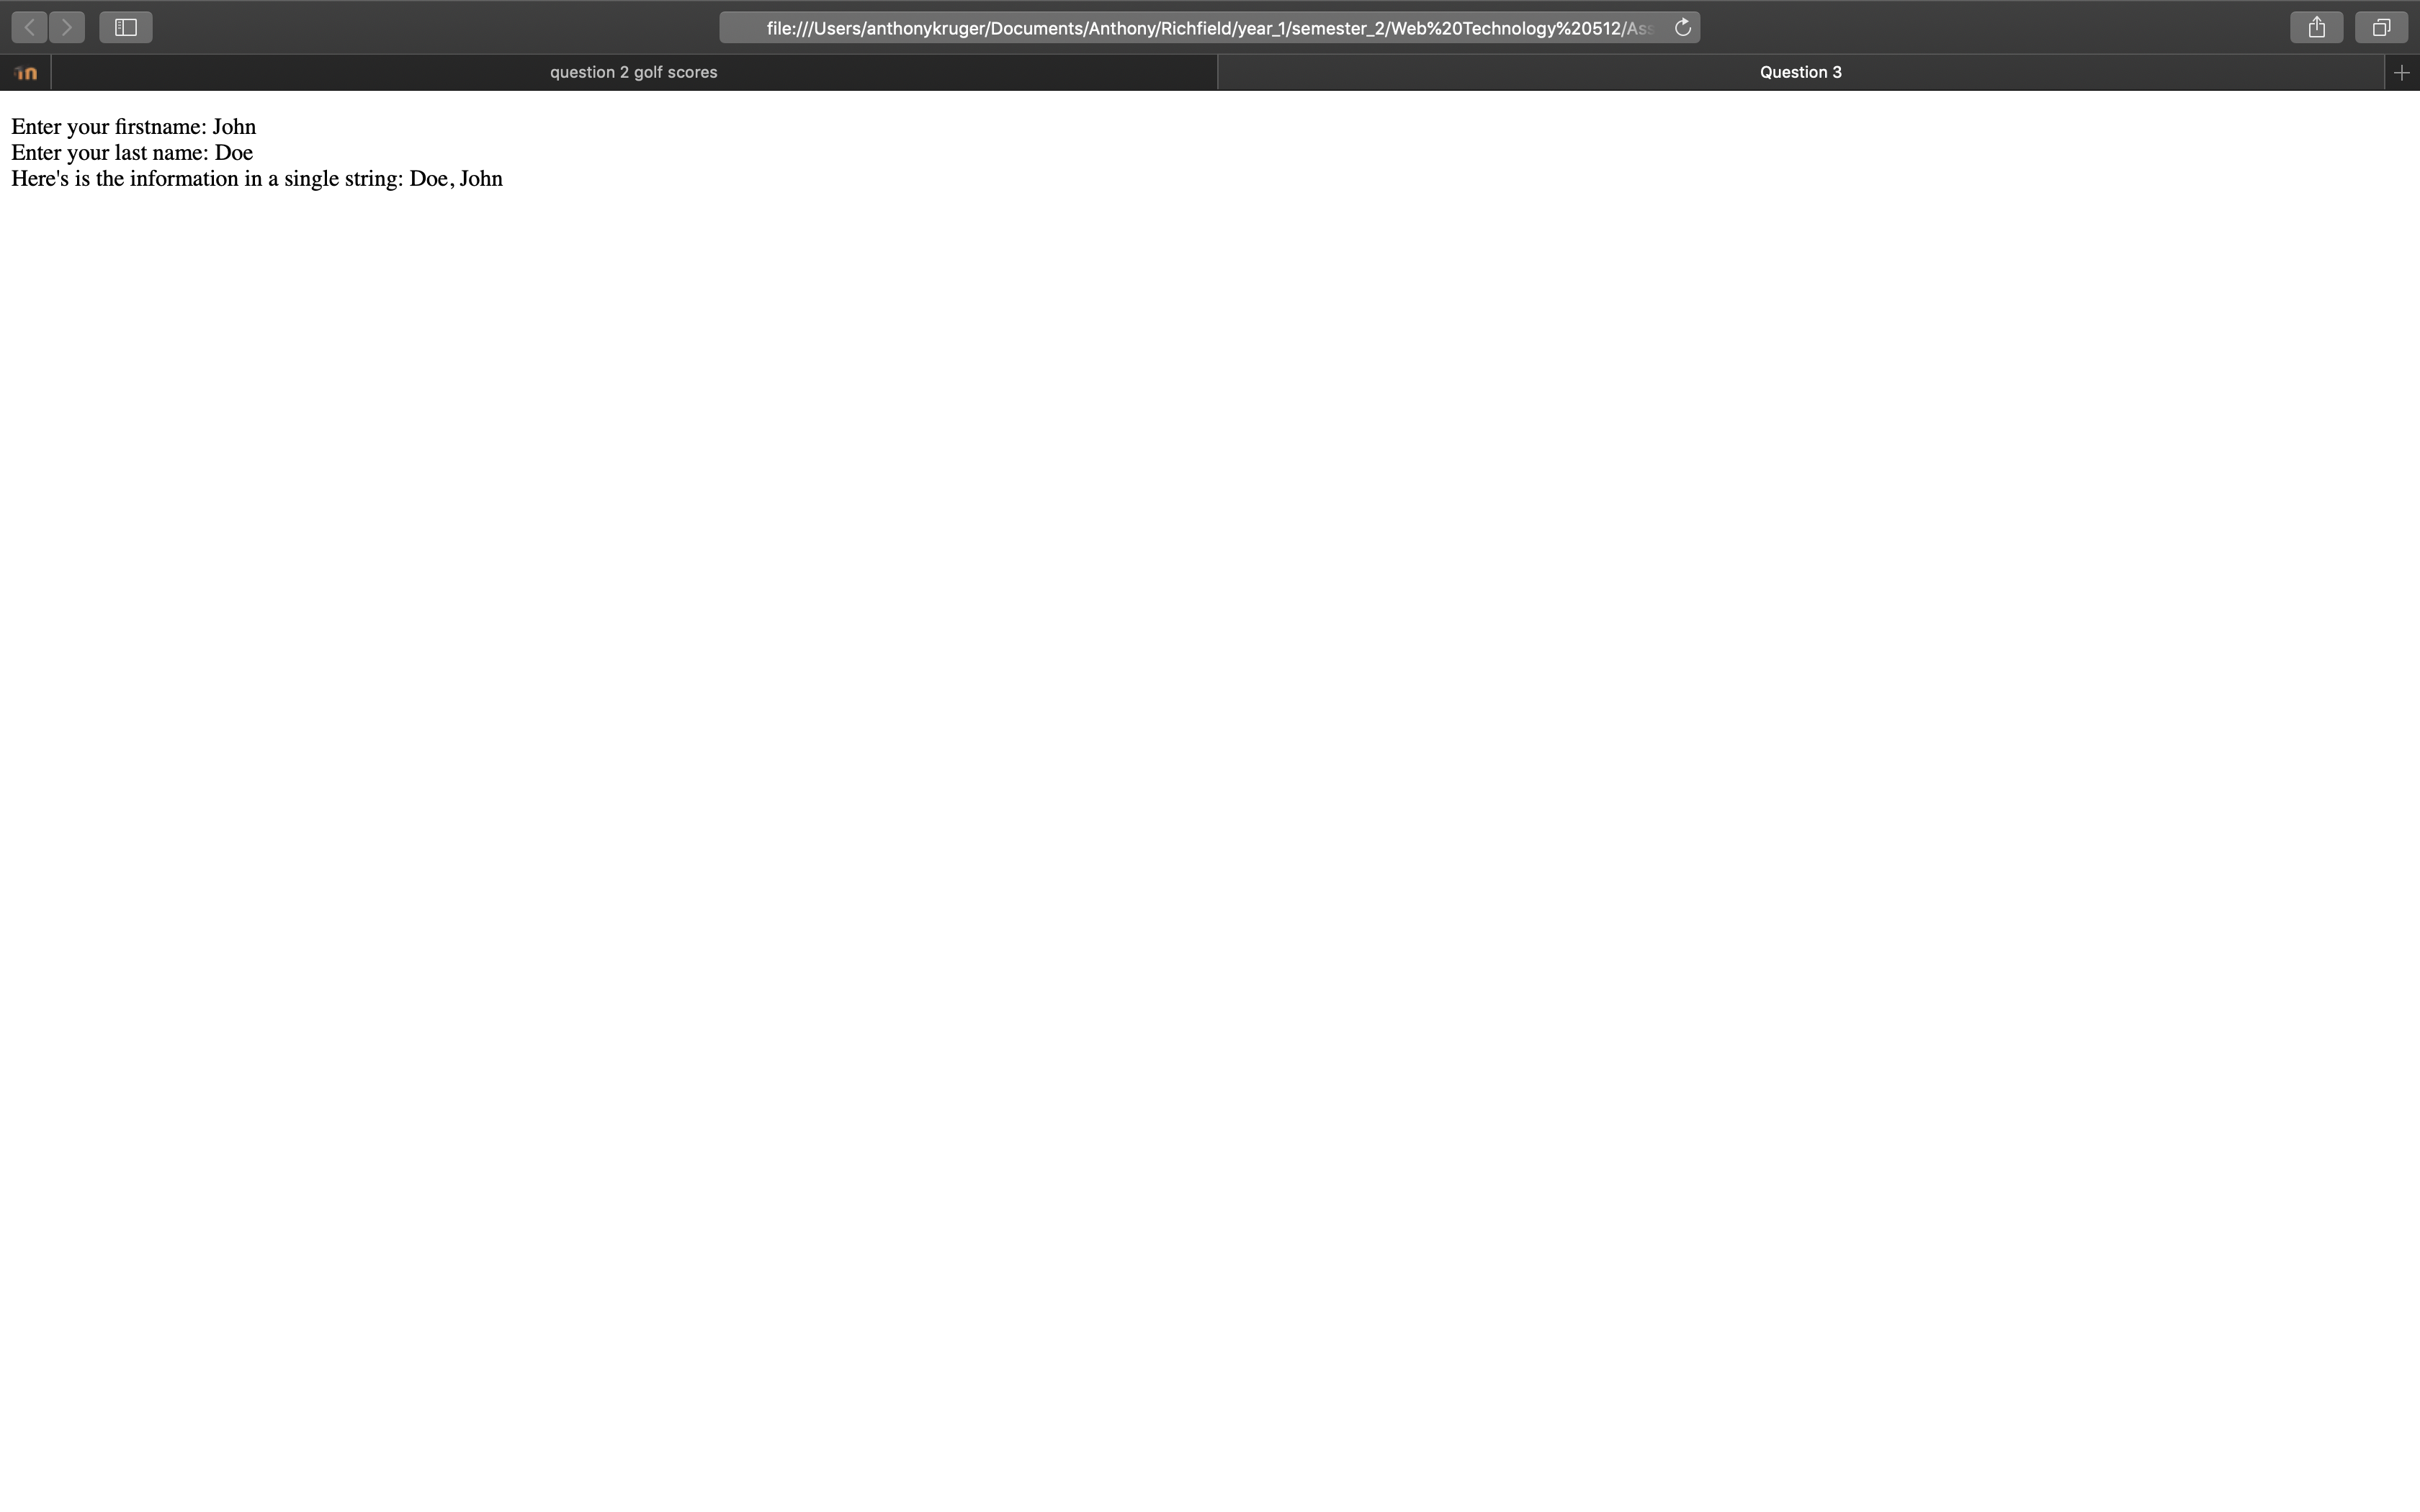 file:///Users/anthonykruger/Documents/Anthony/Richfield/year_1/semester_2/Web%20Technology%20512/Ass
question 2 golf scores
Question 3
Enter your firstname: John
Enter your last name: Doe
Here's is the information in a single string: Doe, John